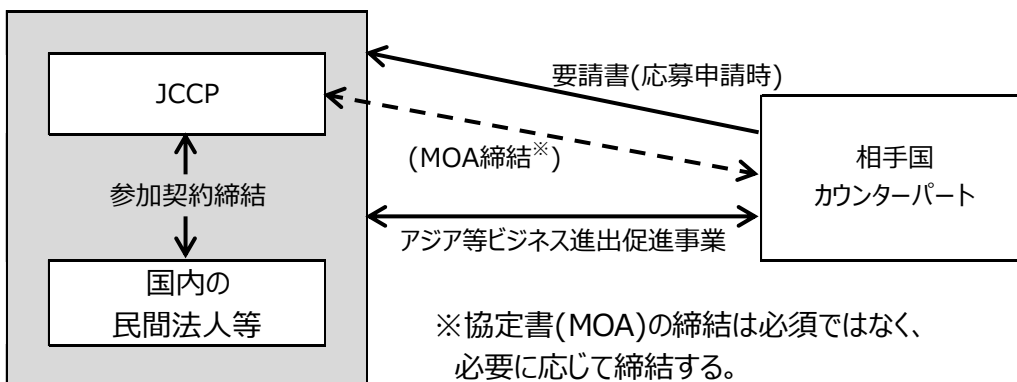 JCCP
参加契約締結
国内の
民間法人等
要請書(応募申請時)
(MOA締結※)
アジア等ビジネス進出促進事業
相手国
カウンターパート
※協定書(MOA)の締結は必須ではなく、
必要に応じて締結する。